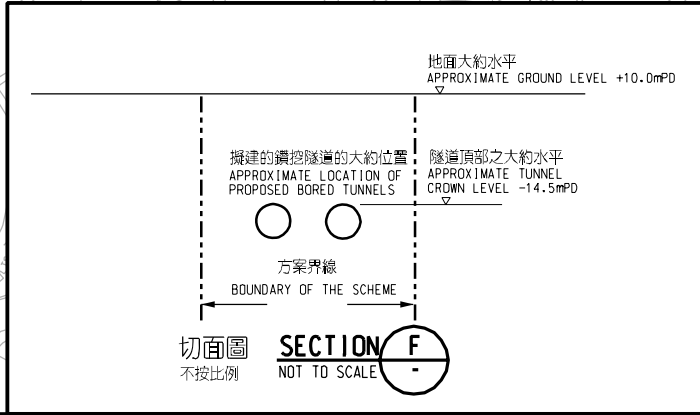 地面大約水平
APPROXIMATE GROUND LEVEL +10.0mPD
擬建的鑽挖隧道的大約位置
APPROXIMATE LOCATION OF
PROPOSED BORED TUNNELS
隧道頂部之大約水平
APPROXIMATE TUNNEL
CROWN LEVEL -14.5mPD
方案界線
BOUNDARY OF THE SCHEME
切面圖
不按比例
SECTION F
NOT TO SCALE -